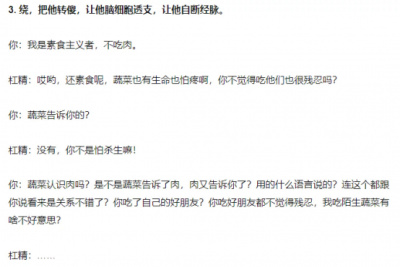 3. 绕，把他转傻，让他脑细胞透支，让他自断经脉。
你：我是素食主义者，不吃肉。
杠精：哎哟，还素食呢，蔬菜也有生命也怕疼啊，你不觉得吃他们也很残忍吗？
你：蔬菜告诉你的？
杠精：没有，你不是怕杀生嘛！
你：蔬菜认识肉吗？是不是蔬菜告诉了肉，肉又告诉你了？用的什么语言说的？连这个都跟
你说看来是关系不错了？你吃了自己的好朋友？你吃好朋友都不觉得残忍，我吃陌生蔬菜有
啥不好意思？
杠精：……